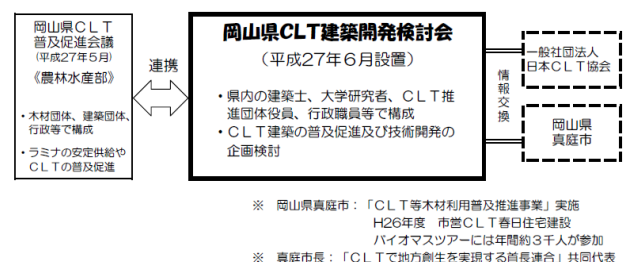 岡山県CLT
普及促進会議
(平成27年5月)
《農林水産部》
・木材団体、建築団体、
行政等で構成
・ラミナの安定供給や
CLTの普及促進
連携
岡山県CLT建築開発検討会
(平成27年6月設置)
・県内の建築士、大学研究者、CLT推
進団体役員、行政職員等で構成
・CLT建築の普及促進及び技術開発の
企画検討
情報交換
一般社団法人
日本CLT協会
岡山県
真庭市
※ 岡山県真庭市:「CLT等木材利用普及推進事業」実施
H26年度 市営CLT春日住宅建設
バイオマスツアーには年間約3千人が参加
※ 真庭市長:「CLTで地方創生を実現する首長連合」共同代表